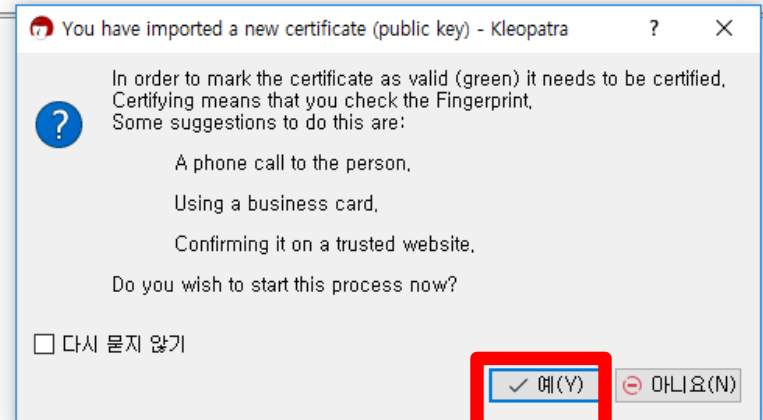 You have imported a new certificate (public key) - Kleopatra
In order to mark the certificate as valid (green) it needs to be certified.
Certifying means that you check the Fingerprint.
Some suggestions to do this are:
A phone call to the person.
Using a business card.
Confirming it on a trusted website.
Do you wish to start this process now?
다시 묻지 않기
예(Y) 아니요(N)